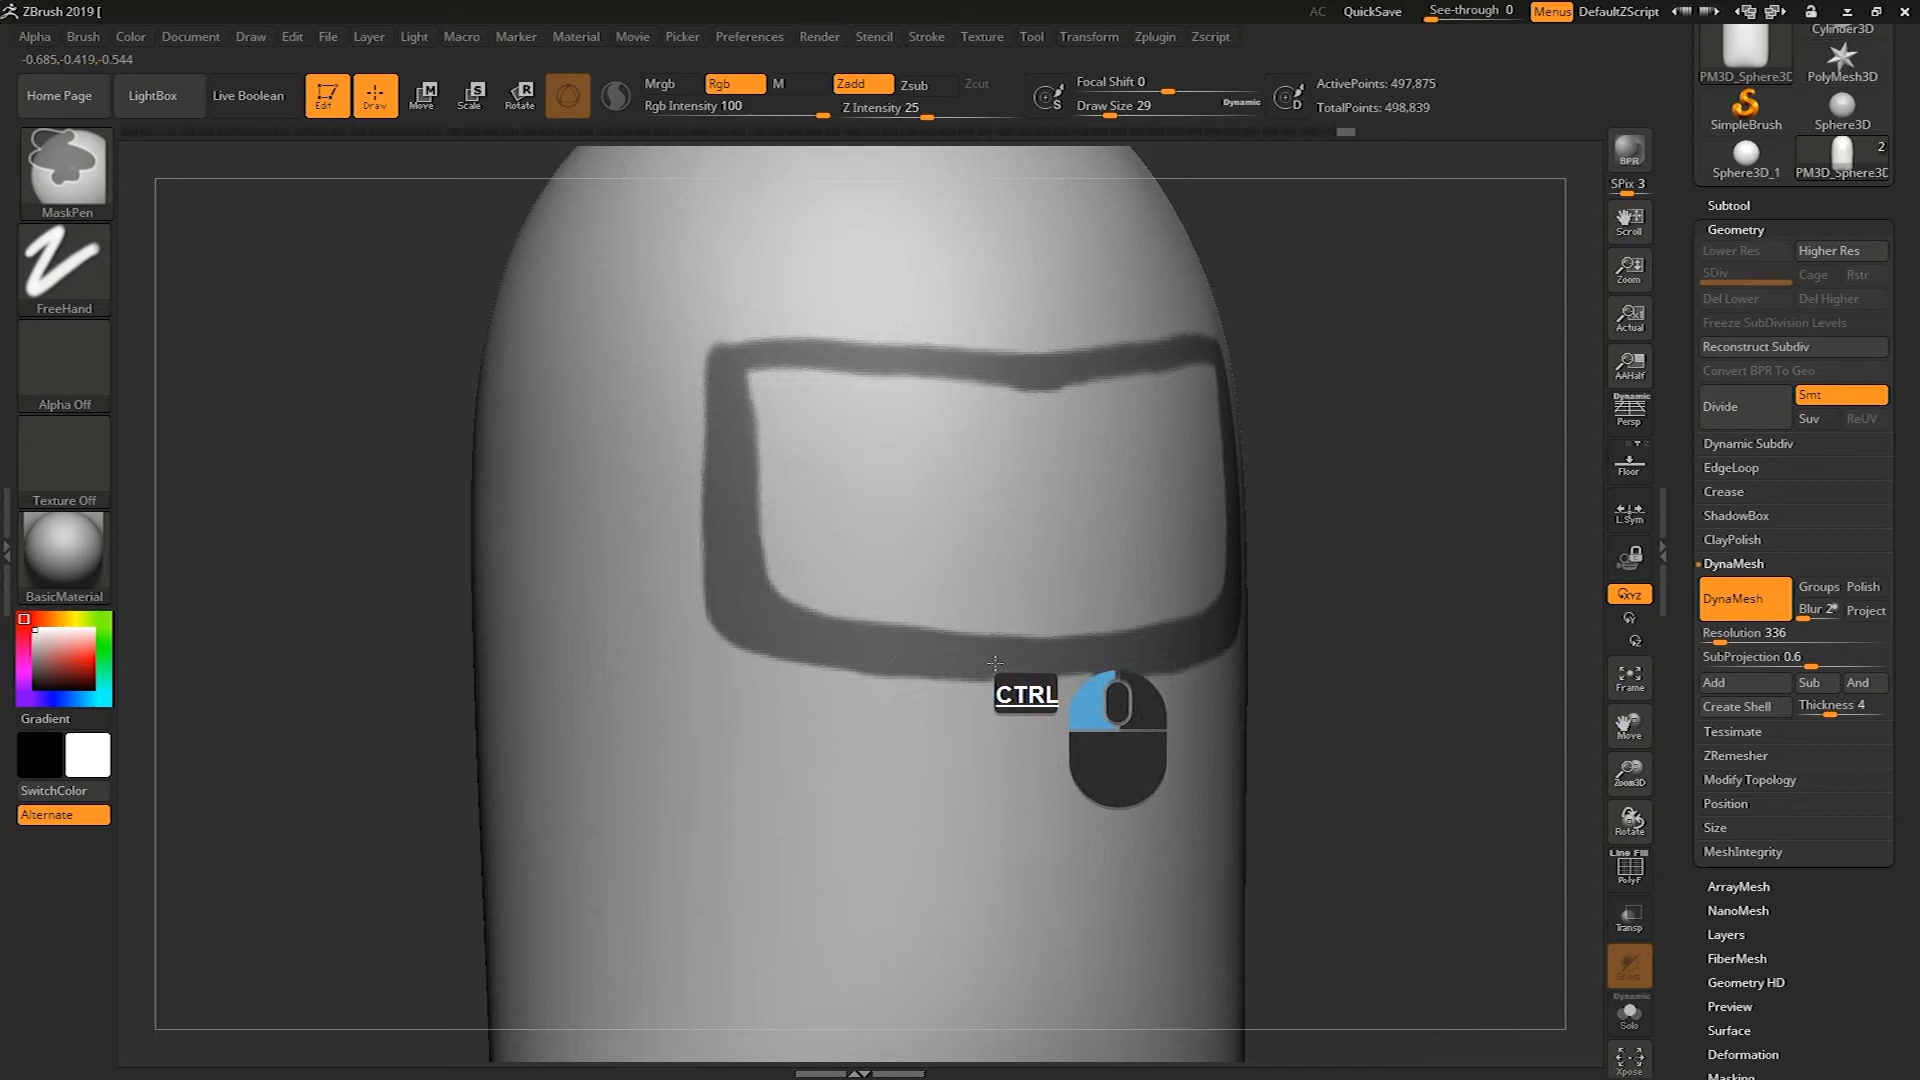 ZBrush 2019 [
AC QuickSave See-through 0 Menus DefaultZScript
Alpha Brush Color Document Draw Edit File Layer Light Macro Marker Material Movie Picker Preferences Render Stencil Stroke Texture Tool Transform Zplugin Zscript
-0.685,-0.419,-0.544
Home Page LightBox Live Boolean Edit Draw Move Scale Rotate
Mrgb Rgb M Zadd Zsub Zcut
Rgb Intensity 100 Z Intensity 25
Focal Shift 0
Draw Size 29 Dynamic
ActivePoints: 497,875
TotalPoints: 498,839
MaskPen
FreeHand
Alpha Off
Texture Off
BasicMaterial
Gradient
SwitchColor
Alternate
CTRL
BPR
SPix 3
Scroll
Zoom
Actual
AAHalf
Dynamic
Persp
Floor
L.Sym
XYZ
Frame
Move
Zoom3D
Rotate
Line Fill
PolyF
Transp
Ghost
Dynamic
Solo
Xpose
Cylinder3D
PM3D_Sphere3D PolyMesh3D
SimpleBrush Sphere3D
2
Sphere3D_1 PM3D_Sphere3D
Subtool
Geometry
Lower Res Higher Res
SDiv Cage Rstr
Del Lower Del Higher
Freeze SubDivision Levels
Reconstruct Subdiv
Convert BPR To Geo
Divide Smt
Suv ReUV
Dynamic Subdiv
EdgeLoop
Crease
ShadowBox
ClayPolish
DynaMesh
DynaMesh Groups Polish
Blur 2 Project
Resolution 336
SubProjection 0.6
Add Sub And
Create Shell Thickness 4
Tessimate
ZRemesher
Modify Topology
Position
Size
MeshIntegrity
ArrayMesh
NanoMesh
Layers
FiberMesh
Geometry HD
Preview
Surface
Deformation
Masking